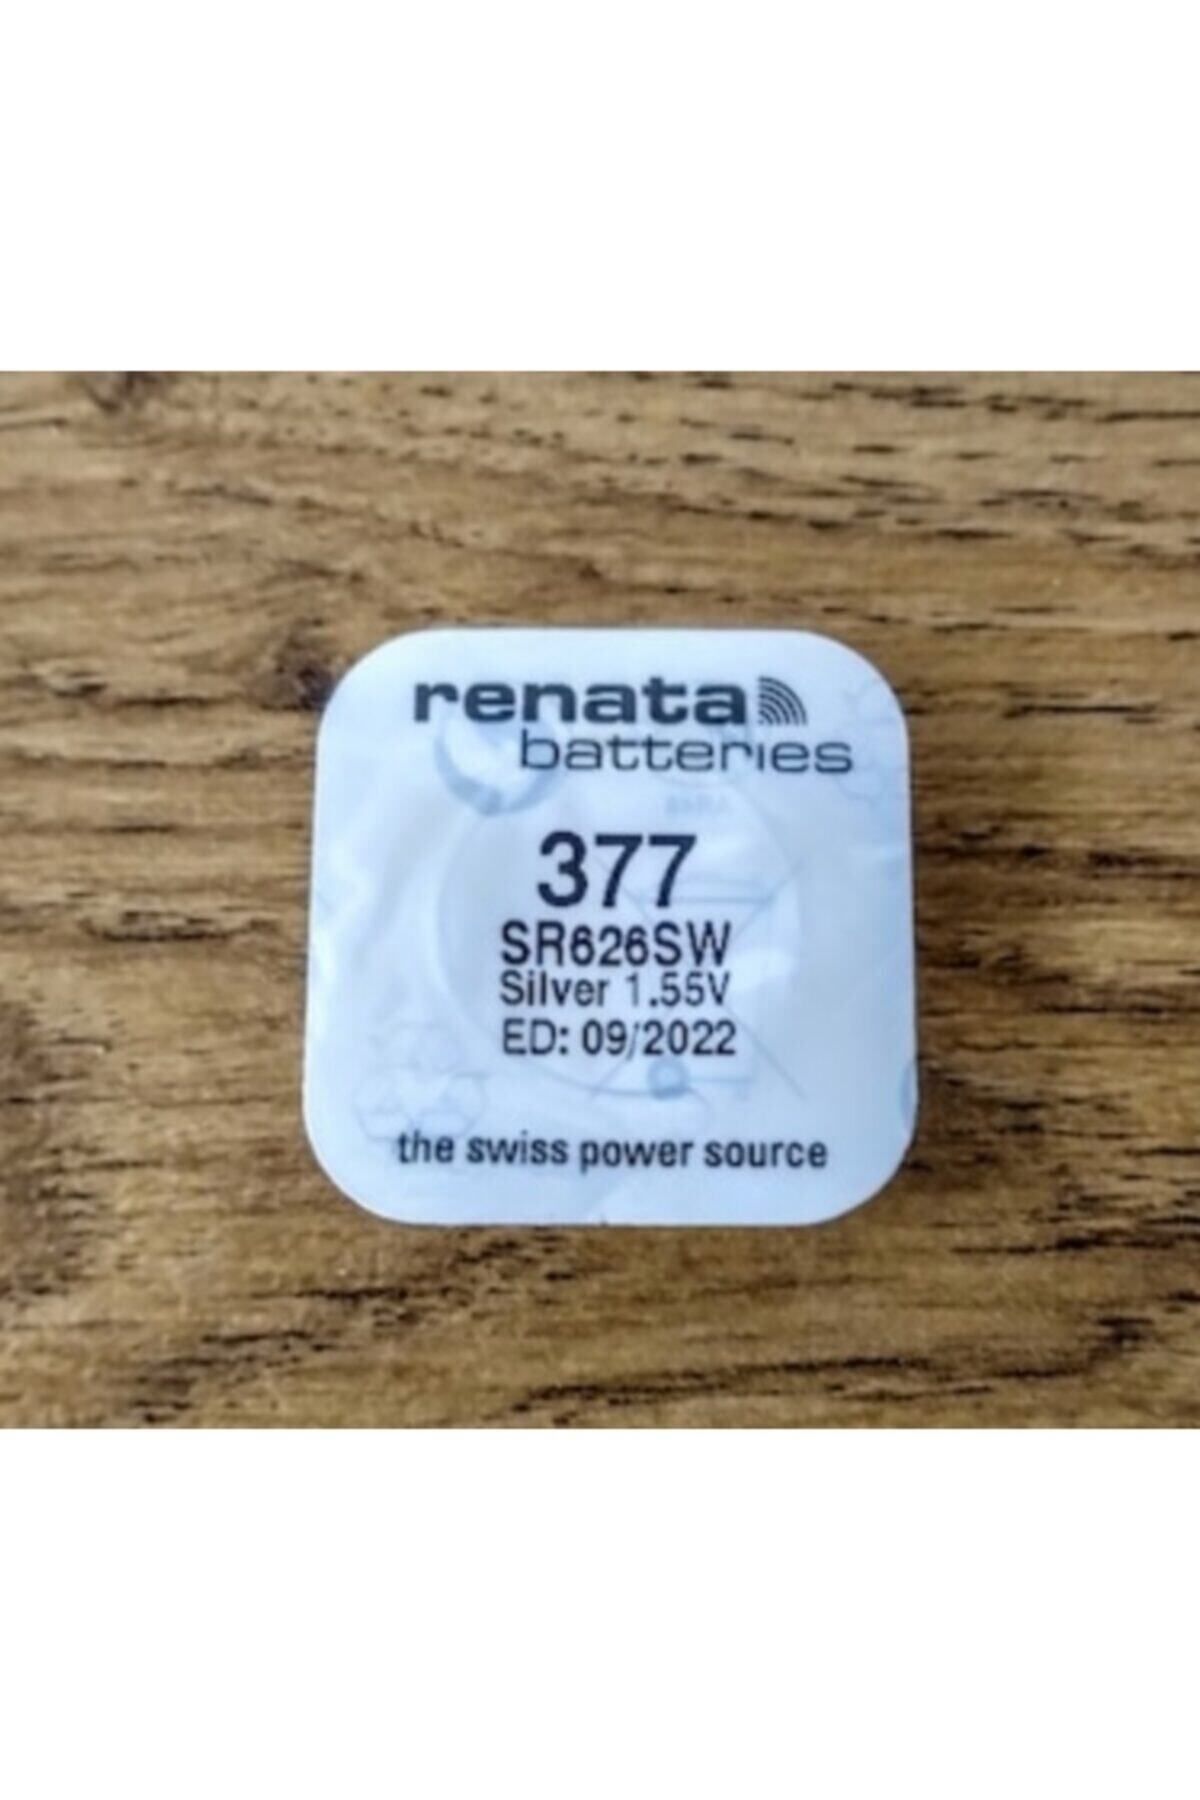 renata
batteries
377
SR626SW
Silver 1.55V
ED: 09/2022
the swiss power source